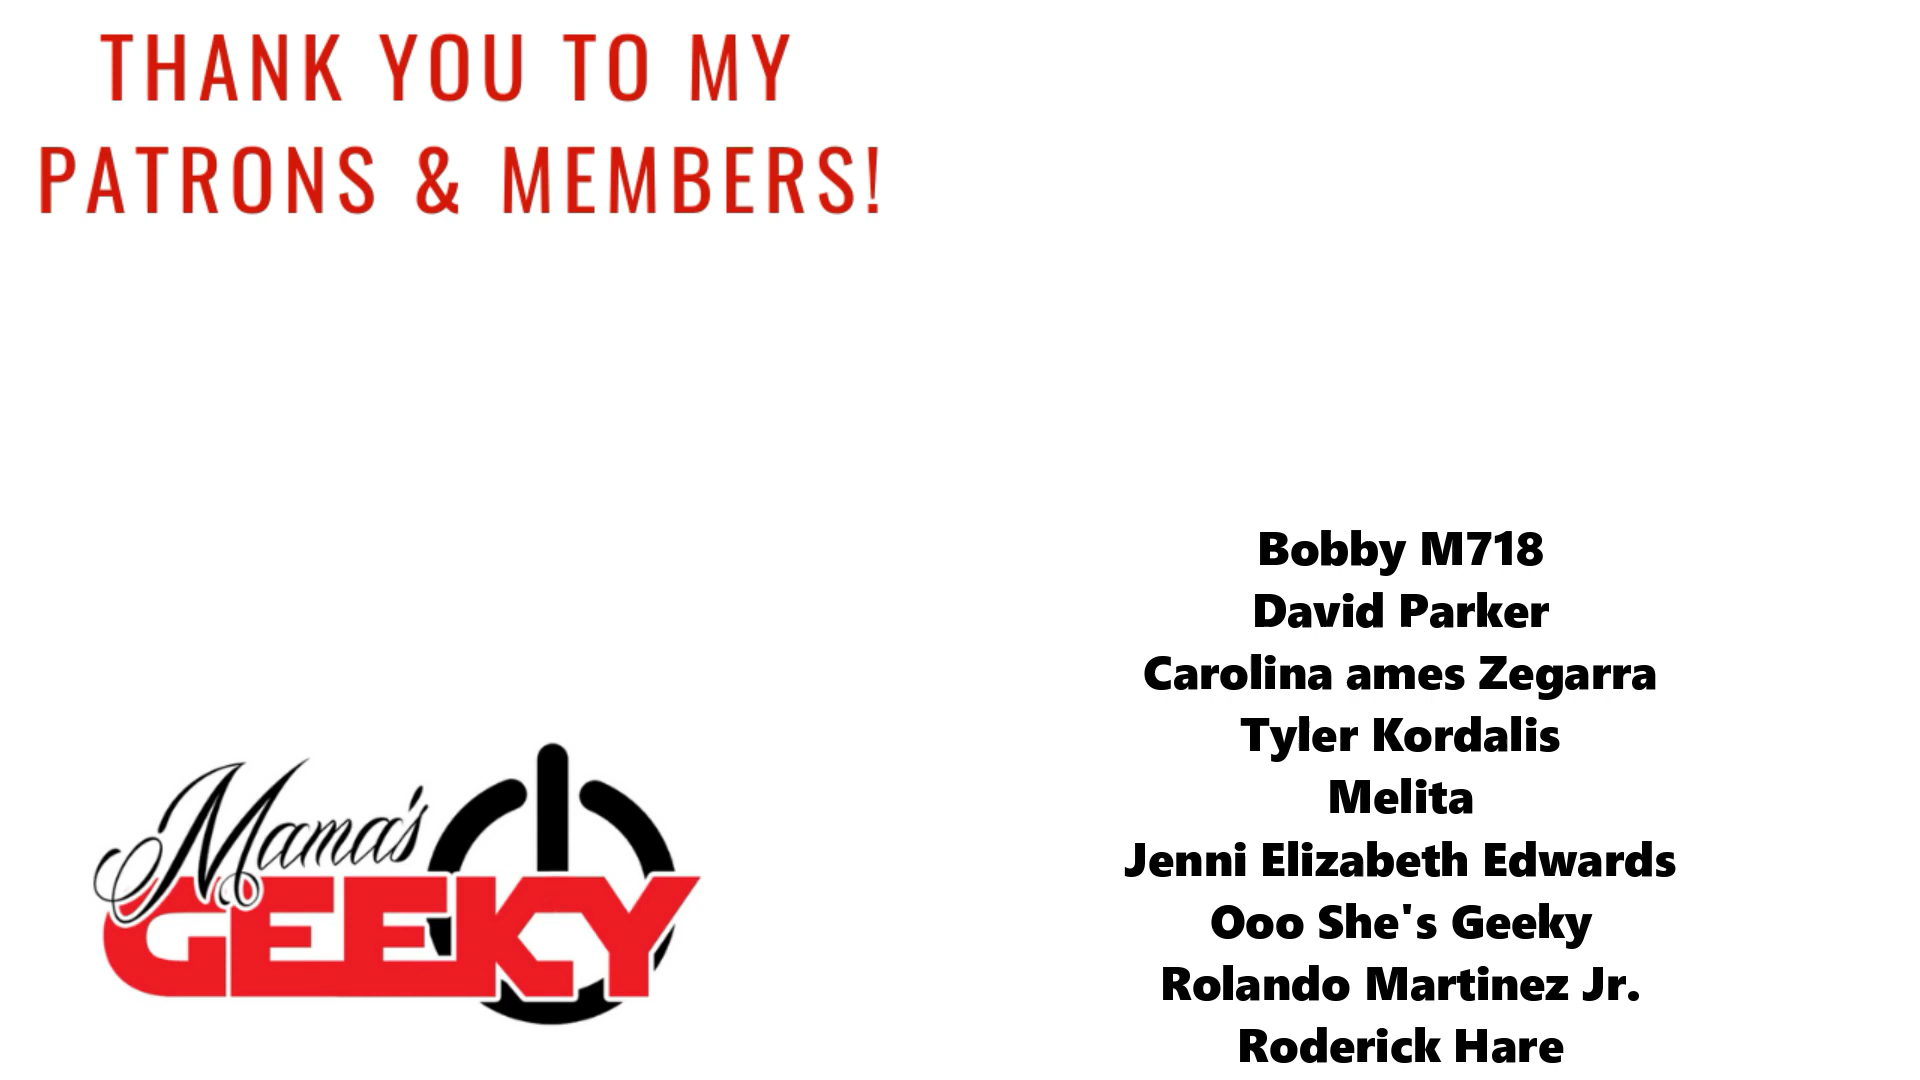 THANK YOU TO MY
PATRONS & MEMBERS!
Bobby M718
David Parker
Carolina ames Zegarra
Tyler Kordalis
Melita
Jenni Elizabeth Edwards
Ooo She's Geeky
Rolando Martinez Jr.
Roderick Hare
Mama's
GEEKY